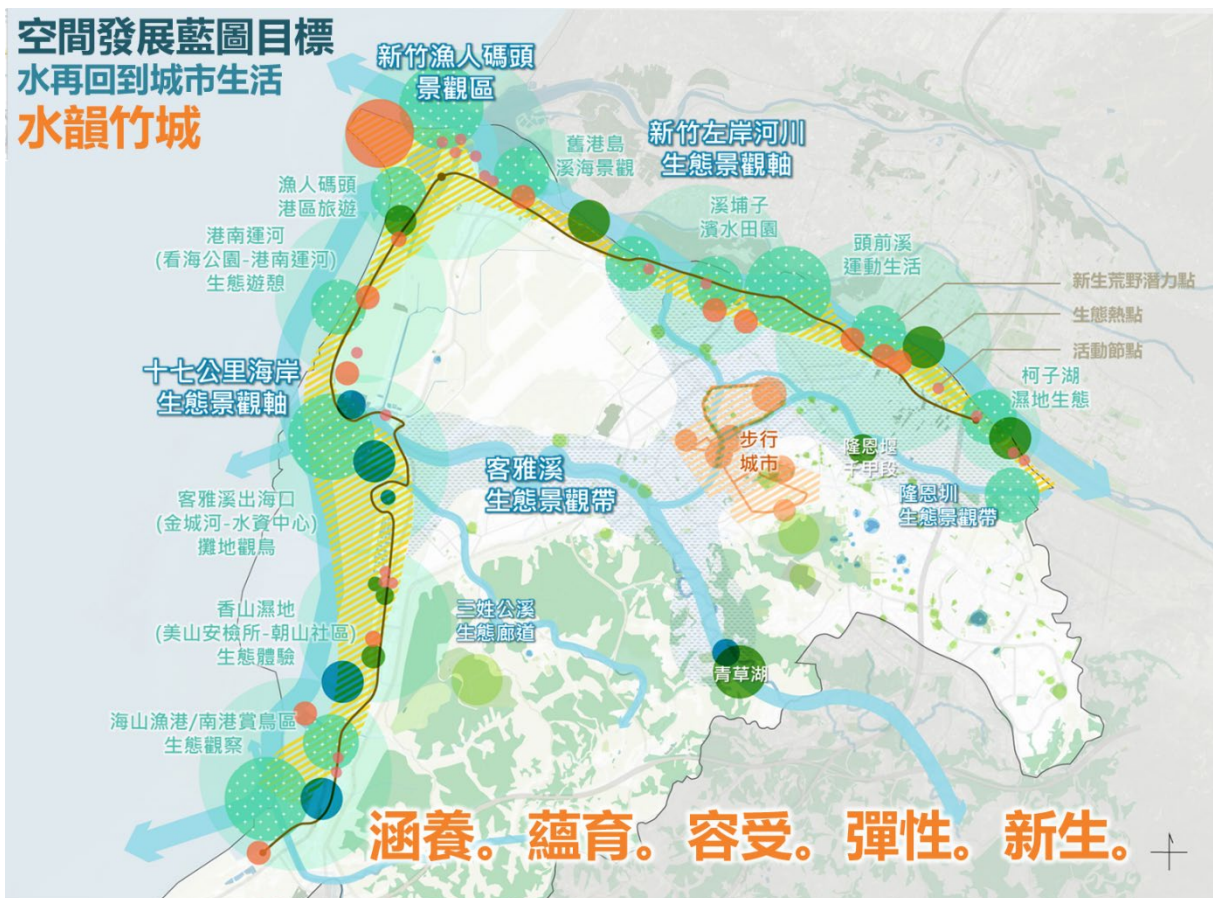 空間發展藍圖目標
水再回到城市生活
水韻竹城
新竹漁人碼頭
景觀區
新竹左岸河川
生態景觀軸
舊港島
溪海景觀
漁人碼頭
港區旅遊
溪埔子
濱水田園
港南運河
(看海公園-港南運河)
生態遊憩
頭前溪
運動生活
新生荒野潛力點
生態熱點
活動節點
十七公里海岸
生態景觀軸
柯子湖
濕地生態
步行
城市
隆恩堰
千甲段
客雅溪
生態景觀帶
隆恩圳
生態景觀帶
客雅溪出海口
(金城河-水資中心)
攤地觀鳥
香山濕地
(美山安檢所-朝山社區)
生態體驗
三姓公溪
生態廊道
青草湖
海山漁港/南港賞鳥區
生態觀察
涵養。蘊育。容受。彈性。新生。